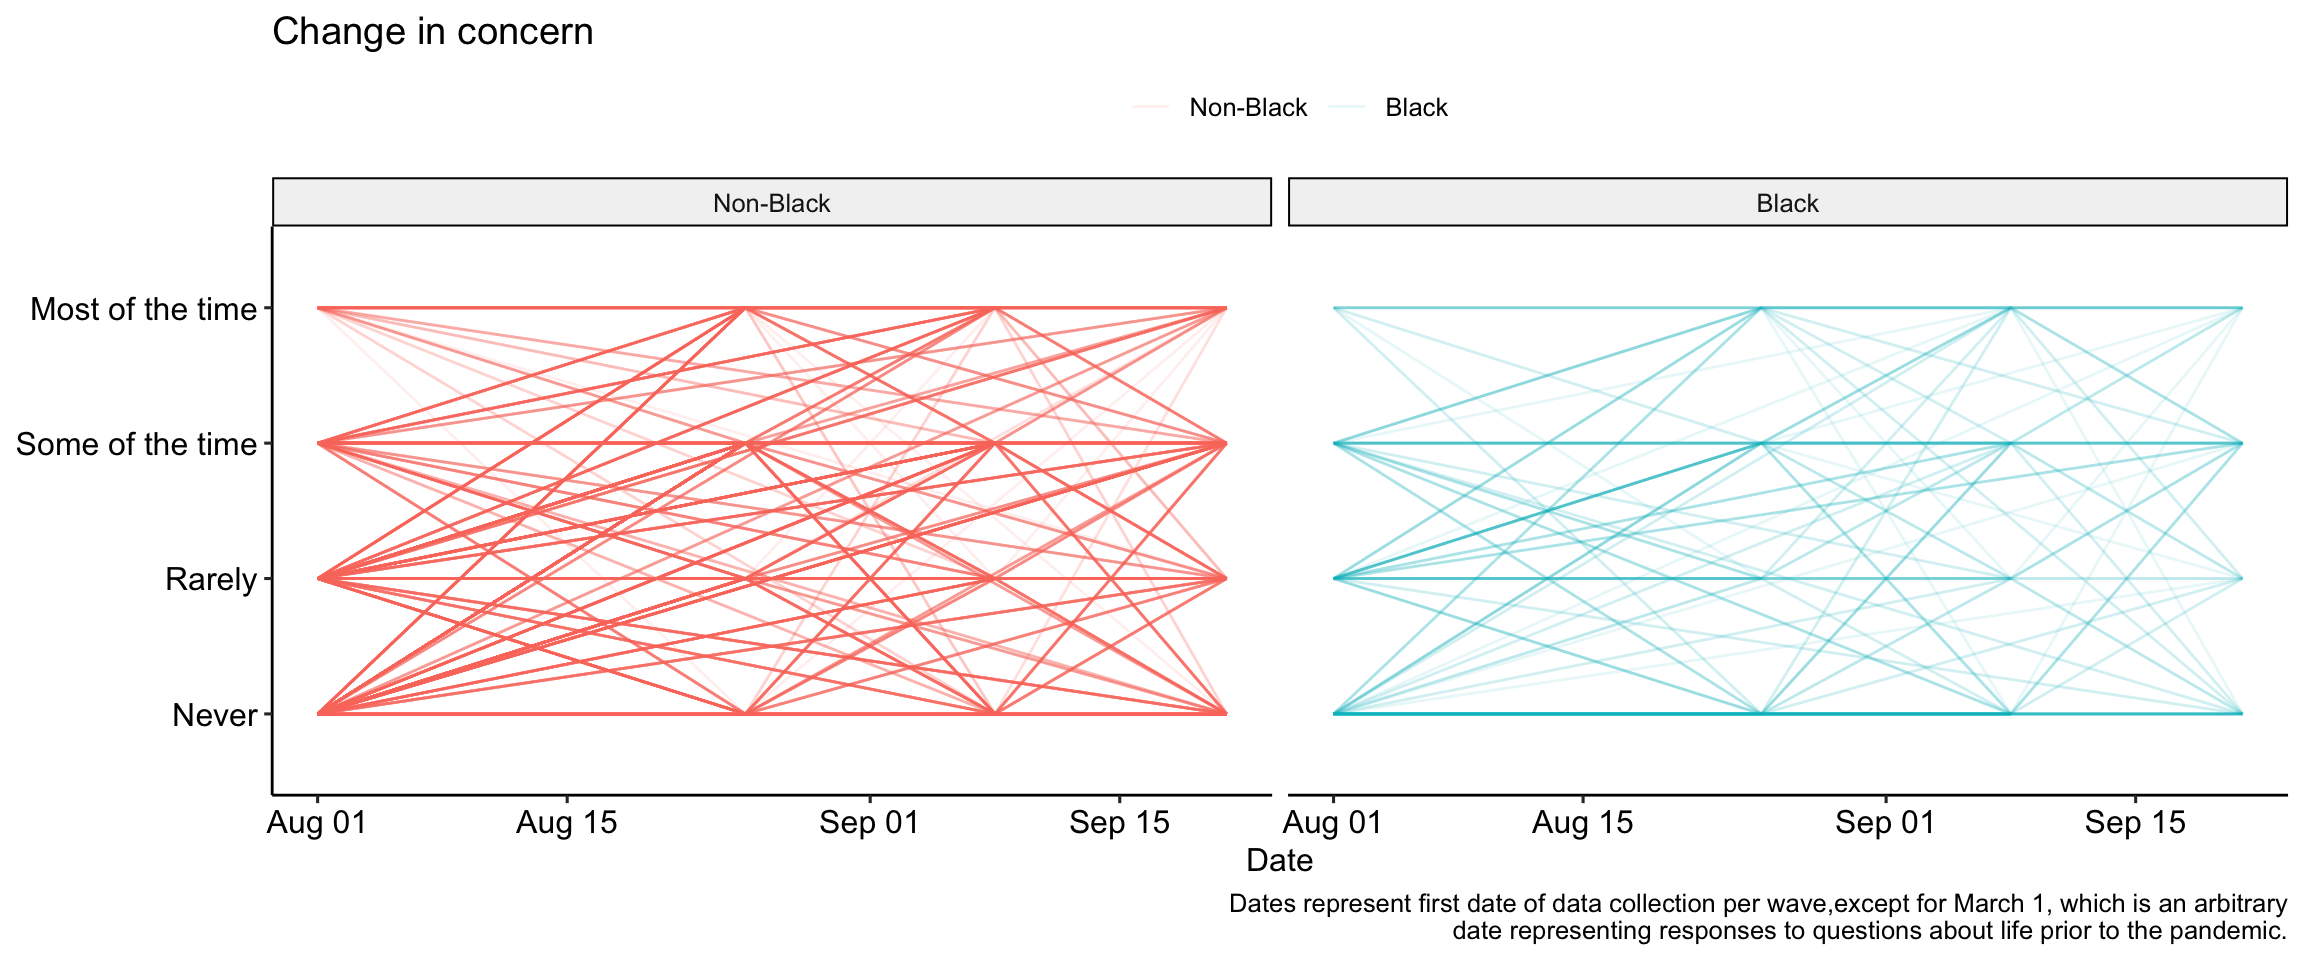 Change in concern
Non-Black Black
Non-Black Black
Most of the time
Some of the time
Rarely
Never
Aug 01 Aug 15 Sep 01 Sep 15 Aug 01 Aug 15 Sep 01 Sep 15
Date
Dates represent first date of data collection per wave,except for March 1, which is an arbitrary
date representing responses to questions about life prior to the pandemic.